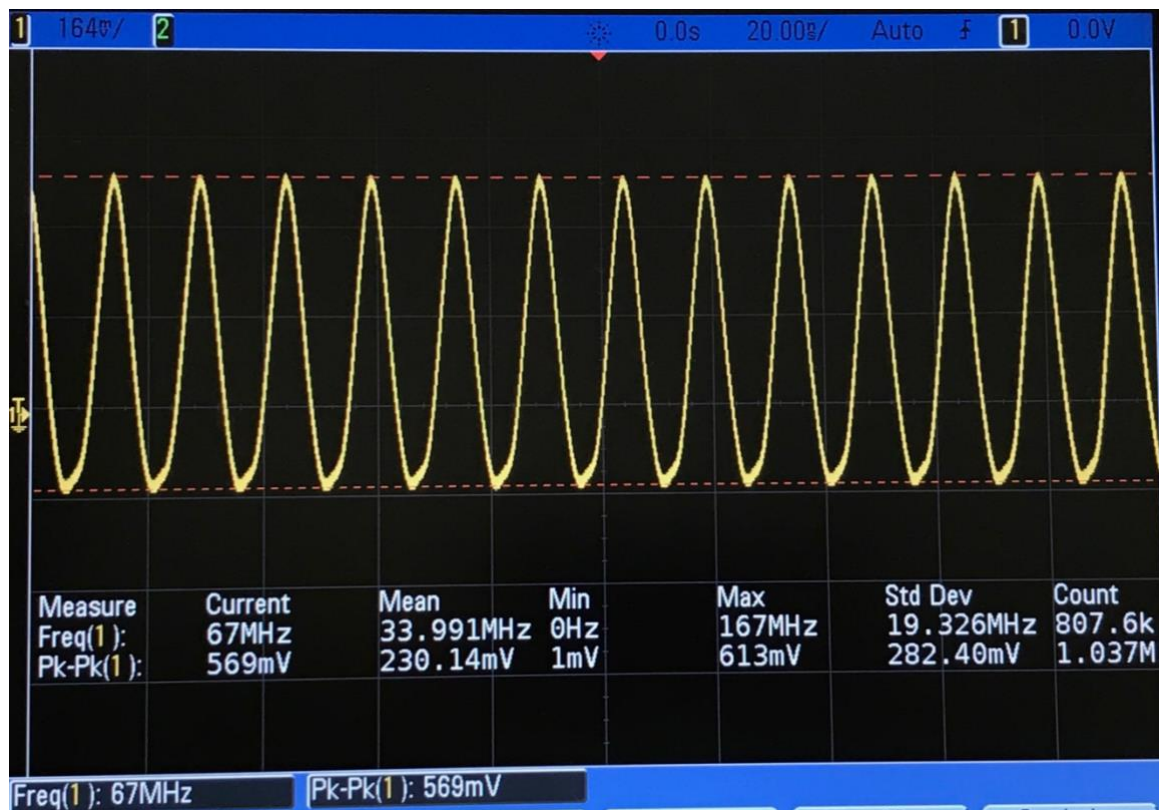 1 164mV/ 2 0.0s 20.00ns/ Auto 1 0.0V
Measure Current Mean Min Max Std Dev Count
Freq(1): 67MHz 33.991MHz 0Hz 167MHz 19.326MHz 807.6k
Pk-Pk(1): 569mV 230.14mV 1mV 613mV 282.40mV 1.037M
Freq(1): 67MHz Pk-Pk(1): 569mV